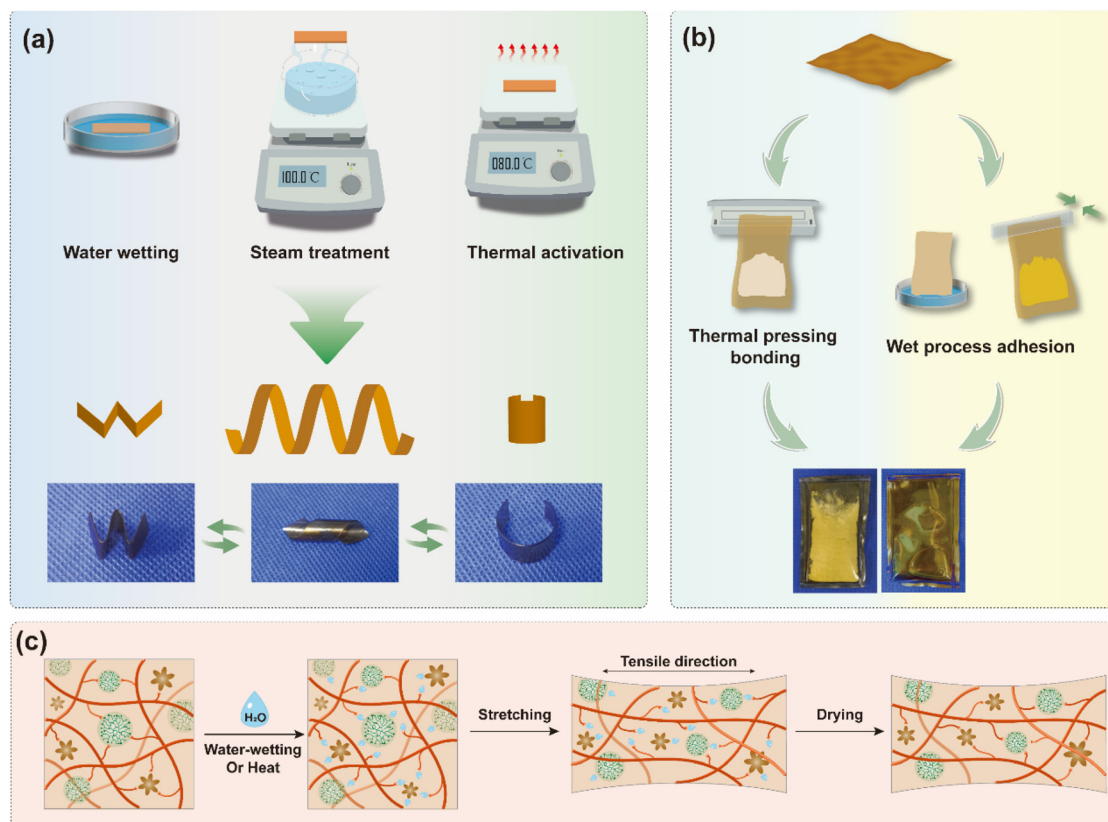 (a)
100.0°C
080.0°C
Water wetting
Steam treatment
Thermal activation
(b)
Thermal pressing
bonding
Wet process adhesion
(c)
H₂O
Water-wetting
Or Heat
Stretching
Tensile direction
Drying